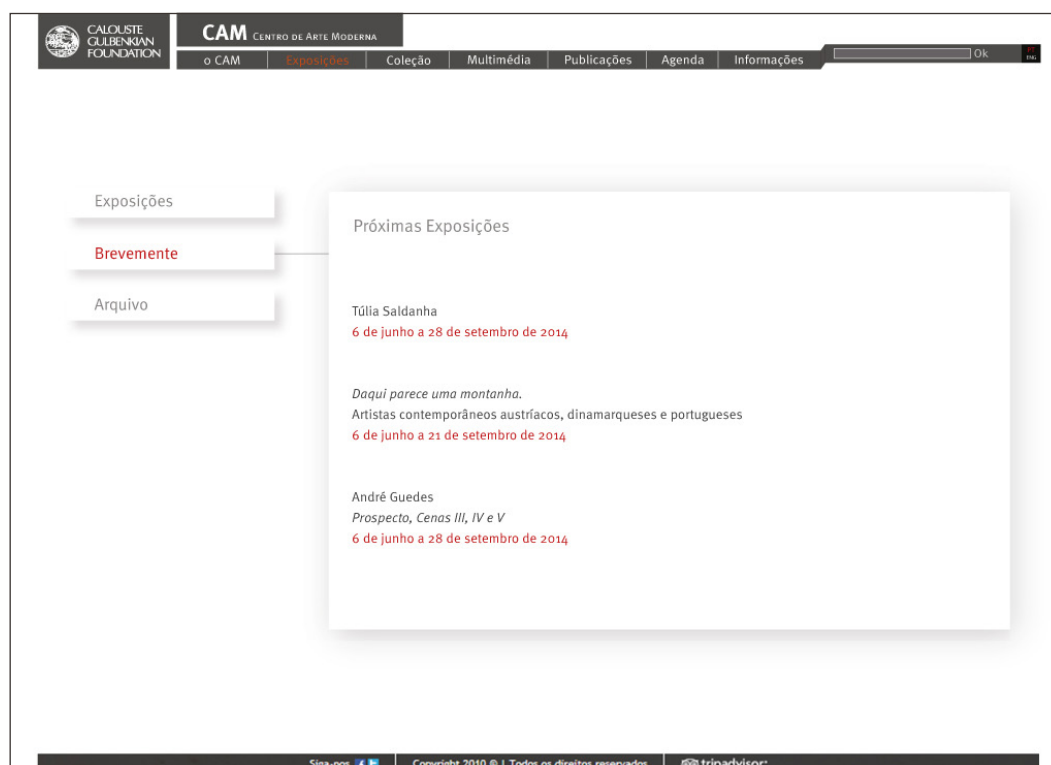 CALOUSTE
GULBENKIAN
FOUNDATION
CAM Centro de Arte Moderna
o CAM Exposições Coleção Multimédia Publicações Agenda Informações Ok PT
ENG
Exposições
Brevemente
Arquivo
Próximas Exposições
Túlia Saldanha
6 de junho a 28 de setembro de 2014
Daqui parece uma montanha.
Artistas contemporâneos austríacos, dinamarqueses e portugueses
6 de junho a 21 de setembro de 2014
André Guedes
Prospecto, Cenas III, IV e V
6 de junho a 28 de setembro de 2014
Siga-nos Copyright 2010 © | Todos os direitos reservados tripadvisor